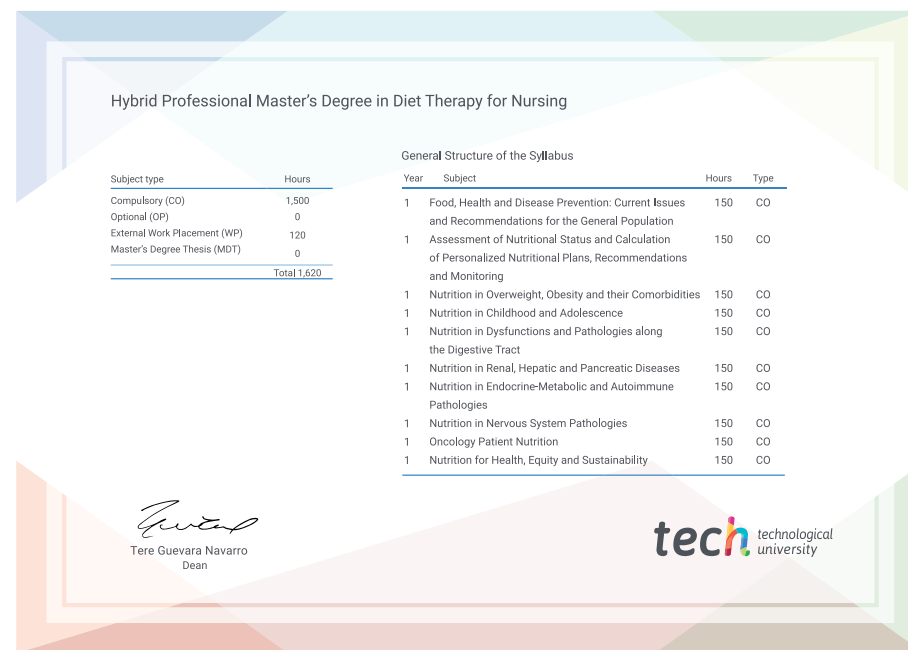 Hybrid Professional Master's Degree in Diet Therapy for Nursing
Subject type Hours
Compulsory (CO) 1,500
Optional (OP) 0
External Work Placement (WP) 120
Master's Degree Thesis (MDT) 0
Total 1,620
General Structure of the Syllabus
Year Subject Hours Type
1 Food, Health and Disease Prevention: Current Issues 150 CO
and Recommendations for the General Population
1 Assessment of Nutritional Status and Calculation 150 CO
of Personalized Nutritional Plans, Recommendations
and Monitoring
1 Nutrition in Overweight, Obesity and their Comorbidities 150 CO
1 Nutrition in Childhood and Adolescence 150 CO
1 Nutrition in Dysfunctions and Pathologies along 150 CO
the Digestive Tract
1 Nutrition in Renal, Hepatic and Pancreatic Diseases 150 CO
1 Nutrition in Endocrine-Metabolic and Autoimmune 150 CO
Pathologies
1 Nutrition in Nervous System Pathologies 150 CO
1 Oncology Patient Nutrition 150 CO
1 Nutrition for Health, Equity and Sustainability 150 CO
Tere Guevara Navarro
Dean
tech technological
university